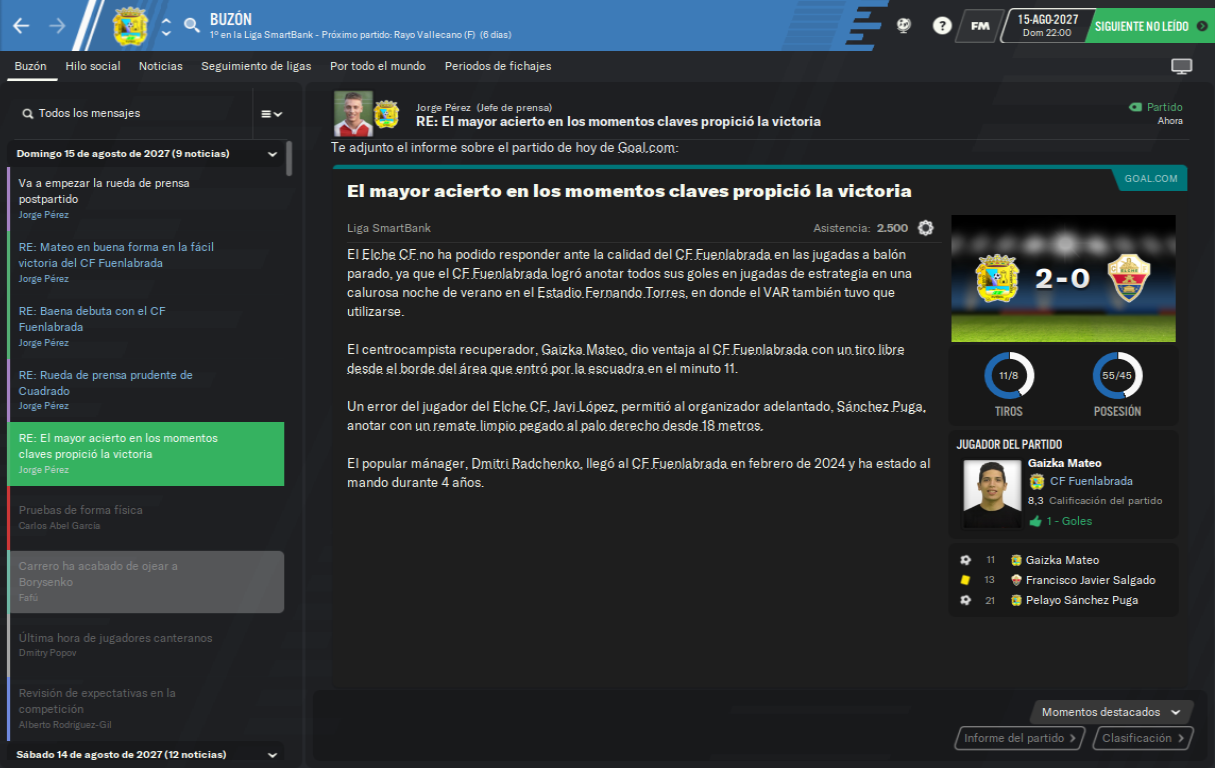 BUZÓN
1º en la Liga SmartBank - Próximo partido: Rayo Vallecano (F) (6 días)
?
FM
15-AGO-2027
Dom 22:00
SIGUIENTE NO LEÍDO
Buzón
Hilo social
Noticias
Seguimiento de ligas
Por todo el mundo
Periodos de fichajes
Todos los mensajes
Domingo 15 de agosto de 2027 (9 noticias)
Va a empezar la rueda de prensa
postpartido
Jorge Pérez
RE: Mateo en buena forma en la fácil
victoria del CF Fuenlabrada
Jorge Pérez
RE: Baena debuta con el CF
Fuenlabrada
Jorge Pérez
RE: Rueda de prensa prudente de
Cuadrado
Jorge Pérez
RE: El mayor acierto en los momentos
claves propició la victoria
Jorge Pérez
Pruebas de forma física
Carlos Abel García
Carrero ha acabado de ojear a
Borysenko
Fafú
Última hora de jugadores canteranos
Dmitry Popov
Revisión de expectativas en la
competición
Alberto Rodríguez-Gil
Sábado 14 de agosto de 2027 (12 noticias)
Jorge Pérez (Jefe de prensa)
RE: El mayor acierto en los momentos claves propició la victoria
Partido
Ahora
Te adjunto el informe sobre el partido de hoy de Goal.com:
GOAL.COM
El mayor acierto en los momentos claves propició la victoria
Liga SmartBank
Asistencia: 2.500
El Elche CF no ha podido responder ante la calidad del CF Fuenlabrada en las jugadas a balón
parado, ya que el CF Fuenlabrada logró anotar todos sus goles en jugadas de estrategia en una
calurosa noche de verano en el Estadio Fernando Torres, en donde el VAR también tuvo que
utilizarse.
El centrocampista recuperador, Gaizka Mateo, dio ventaja al CF Fuenlabrada con un tiro libre
desde el borde del área que entró por la escuadra en el minuto 11.
Un error del jugador del Elche CF, Javi López, permitió al organizador adelantado, Sánchez Puga,
anotar con un remate limpio pegado al palo derecho desde 18 metros.
El popular mánager, Dmitri Radchenko, llegó al CF Fuenlabrada en febrero de 2024 y ha estado al
mando durante 4 años.
2-0
11/8
TIROS
55/45
POSESIÓN
JUGADOR DEL PARTIDO
Gaizka Mateo
CF Fuenlabrada
8,3 Calificación del partido
1 - Goles
11 Gaizka Mateo
13 Francisco Javier Salgado
21 Pelayo Sánchez Puga
Momentos destacados
Informe del partido
Clasificación